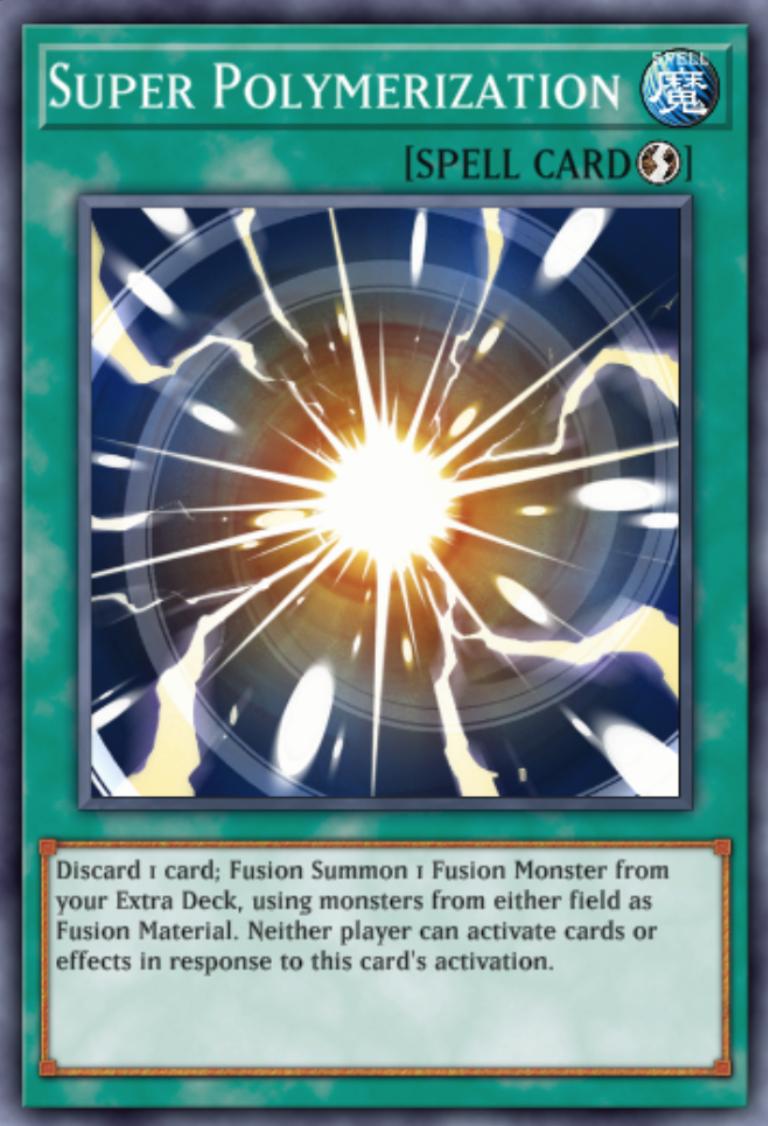 SUPER POLYMERIZATION
SPELL
魔
[SPELL CARD]
Discard 1 card; Fusion Summon 1 Fusion Monster from
your Extra Deck, using monsters from either field as
Fusion Material. Neither player can activate cards or
effects in response to this card's activation.